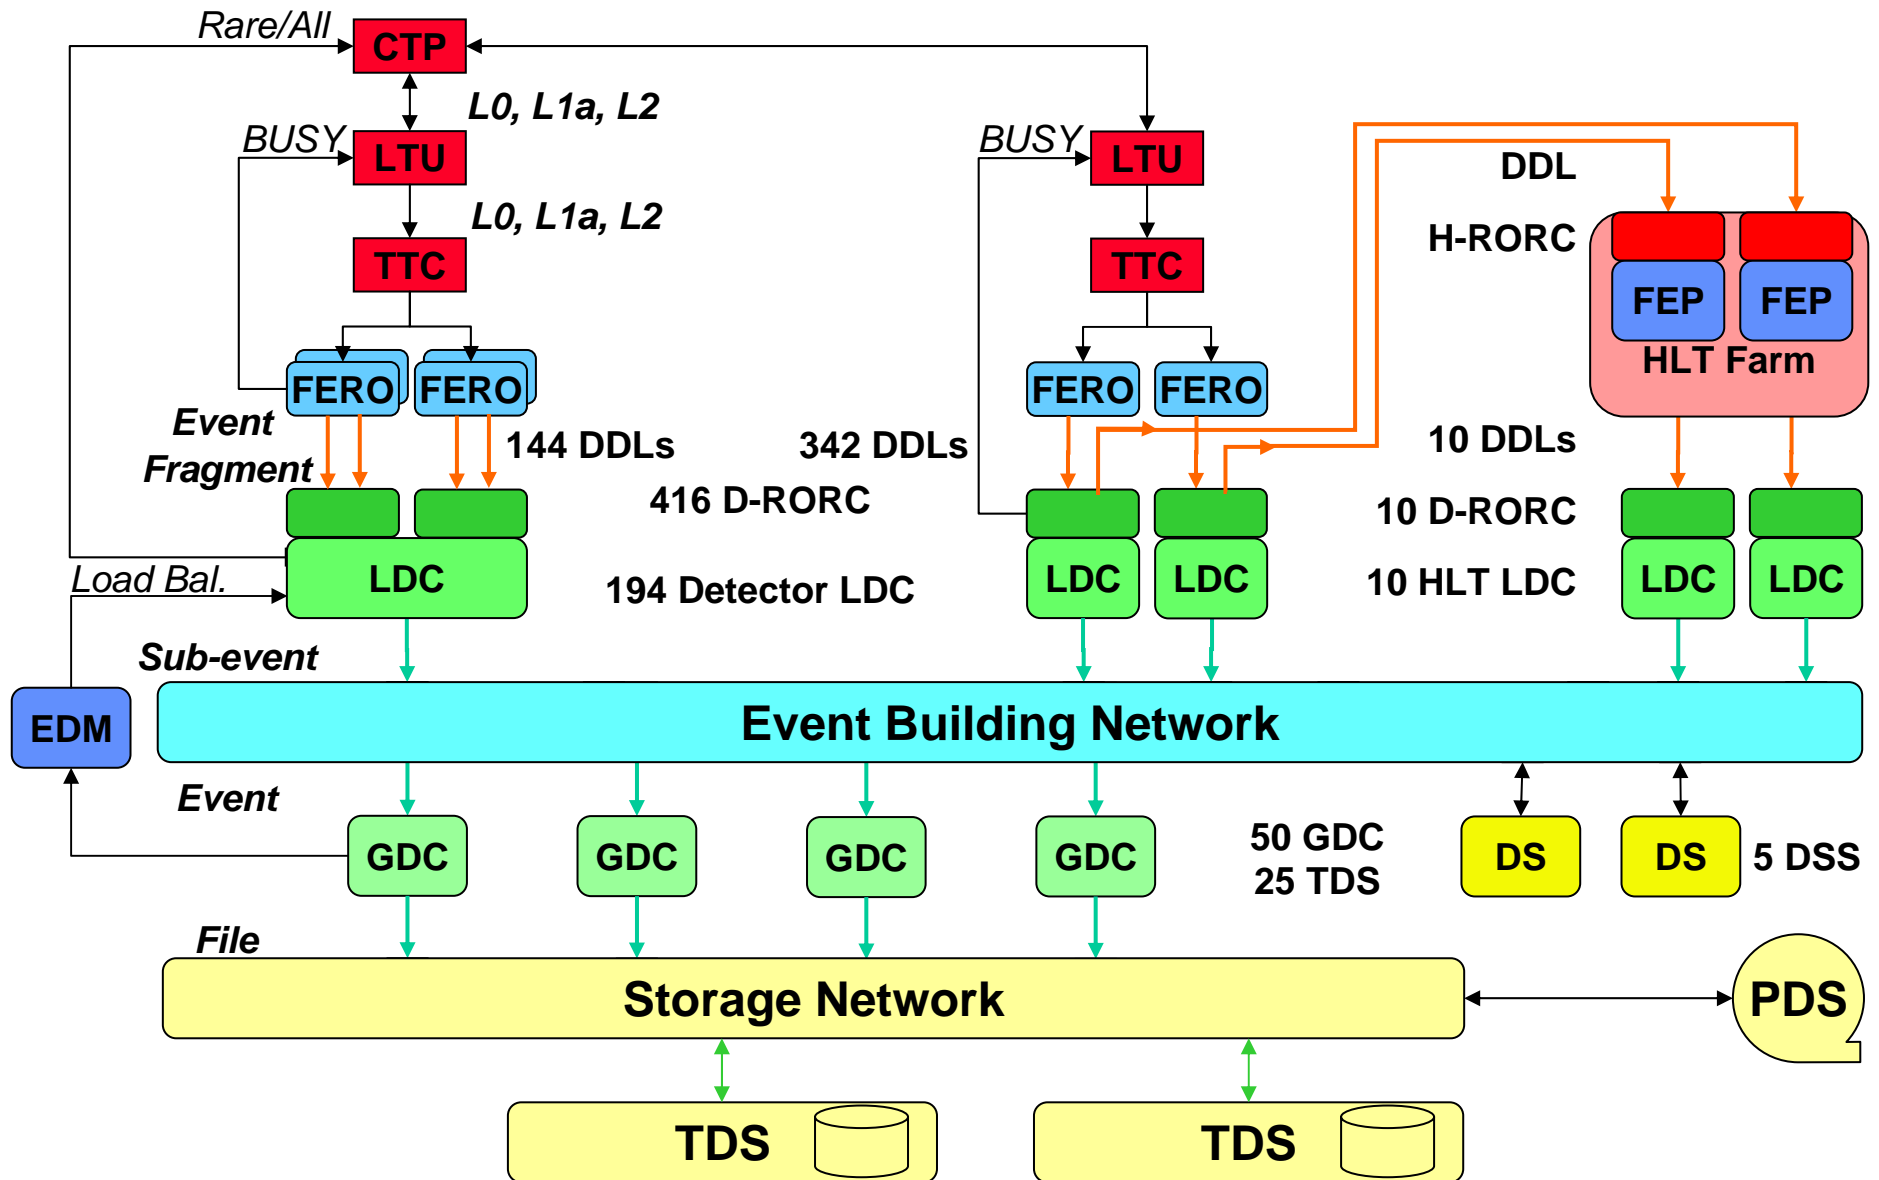 Rare/All
CTP
L0, L1a, L2
BUSY
LTU
BUSY
LTU
DDL
L0, L1a, L2
H-RORC
TTC
TTC
FEP
FEP
HLT Farm
FERO
FERO
FERO
FERO
Event
Fragment
144 DDLs
342 DDLs
10 DDLs
416 D-RORC
10 D-RORC
Load Bal.
LDC
194 Detector LDC
LDC
LDC
10 HLT LDC
LDC
LDC
Sub-event
EDM
Event Building Network
Event
GDC
GDC
GDC
GDC
50 GDC
25 TDS
DS
DS
5 DSS
File
Storage Network
PDS
TDS
TDS